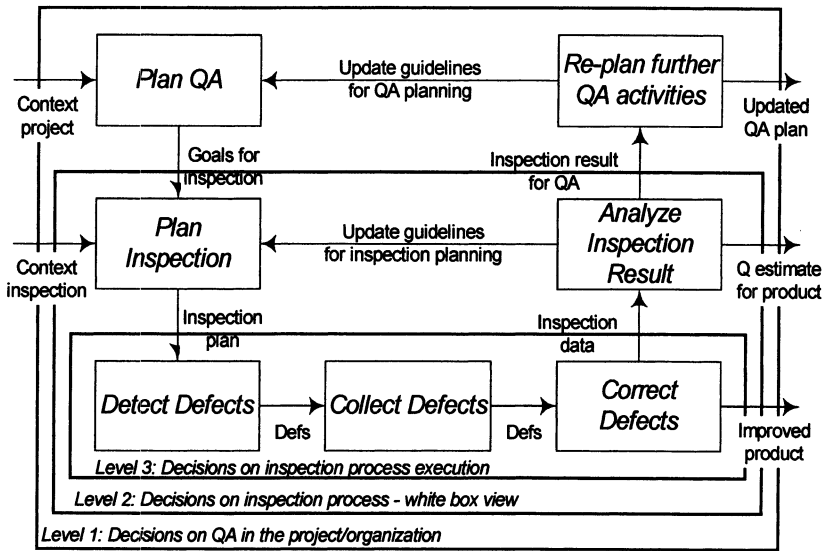 Plan QA
Update guidelines
for QA planning
Re-plan further
QA activities
Context
project
Updated
QA plan
Goals for
inspection
Inspection result
for QA
Plan
Inspection
Update guidelines
for inspection planning
Analyze
Inspection
Result
Context
inspection
Q estimate
for product
Inspection
plan
Inspection
data
Detect Defects
Defs
Collect Defects
Defs
Correct
Defects
Improved
product
Level 3: Decisions on inspection process execution
Level 2: Decisions on inspection process - white box view
Level 1: Decisions on QA in the project/organization